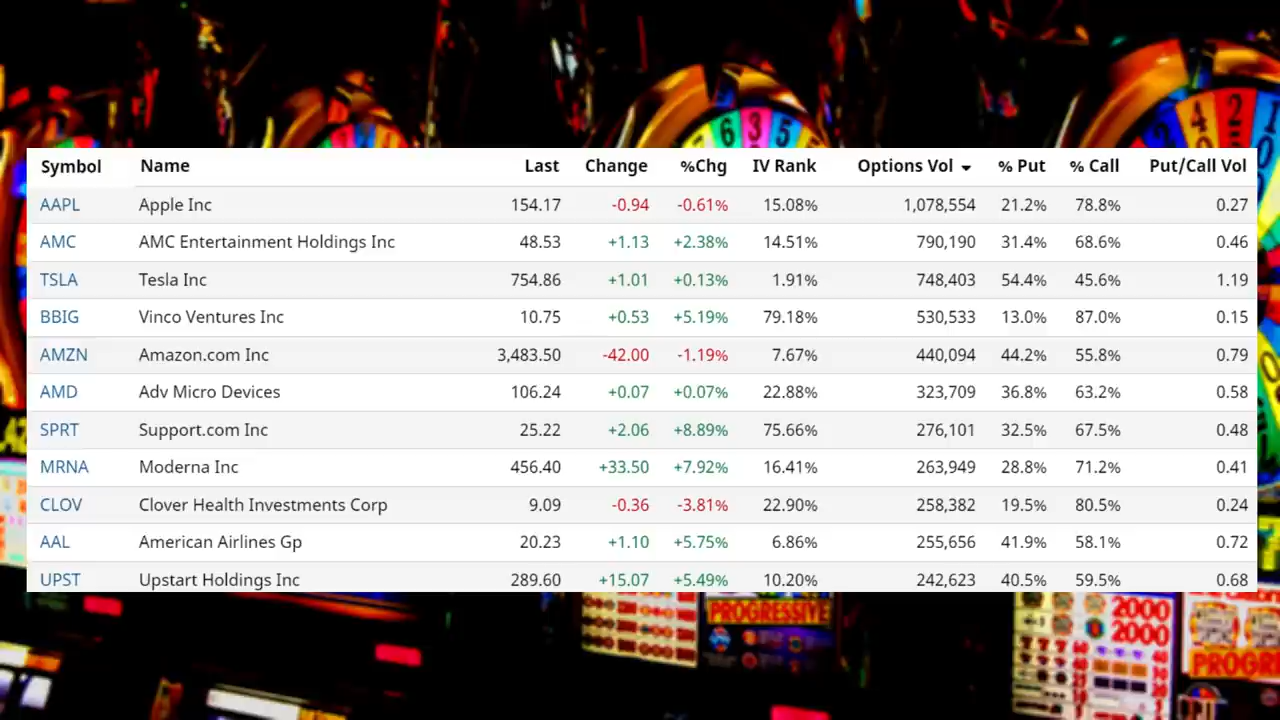 6 3 5
Symbol Name Last Change %Chg IV Rank Options Vol % Put % Call Put/Call Vol
AAPL Apple Inc 154.17 -0.94 -0.61% 15.08% 1,078,554 21.2% 78.8% 0.27
AMC AMC Entertainment Holdings Inc 48.53 +1.13 +2.38% 14.51% 790,190 31.4% 68.6% 0.46
TSLA Tesla Inc 754.86 +1.01 +0.13% 1.91% 748,403 54.4% 45.6% 1.19
BBIG Vinco Ventures Inc 10.75 +0.53 +5.19% 79.18% 530,533 13.0% 87.0% 0.15
AMZN Amazon.com Inc 3,483.50 -42.00 -1.19% 7.67% 440,094 44.2% 55.8% 0.79
AMD Adv Micro Devices 106.24 +0.07 +0.07% 22.88% 323,709 36.8% 63.2% 0.58
SPRT Support.com Inc 25.22 +2.06 +8.89% 75.66% 276,101 32.5% 67.5% 0.48
MRNA Moderna Inc 456.40 +33.50 +7.92% 16.41% 263,949 28.8% 71.2% 0.41
CLOV Clover Health Investments Corp 9.09 -0.36 -3.81% 22.90% 258,382 19.5% 80.5% 0.24
AAL American Airlines Gp 20.23 +1.10 +5.75% 6.86% 255,656 41.9% 58.1% 0.72
UPST Upstart Holdings Inc 289.60 +15.07 +5.49% 10.20% 242,623 40.5% 59.5% 0.68
PROGRESSIVE
2000
2000